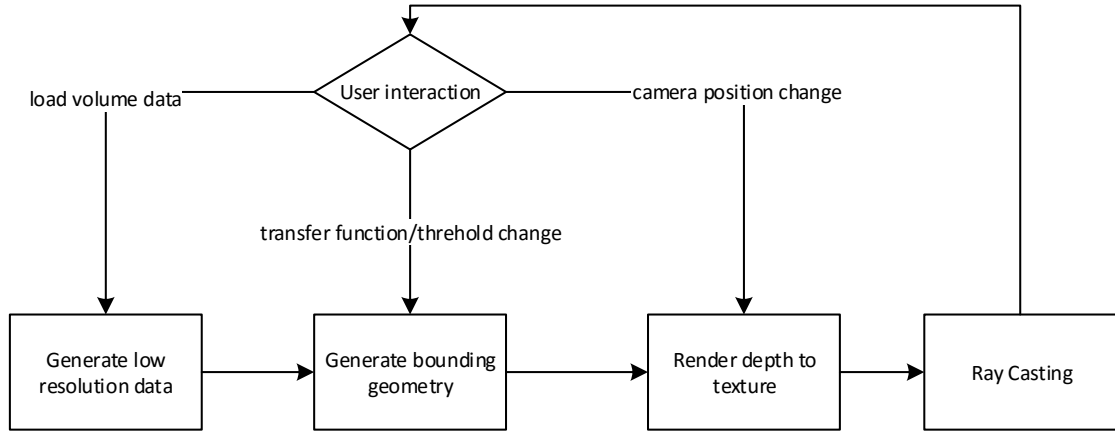 User interaction
load volume data
camera position change
transfer function/threhold change
Generate low
resolution data
Generate bounding
geometry
Render depth to
texture
Ray Casting